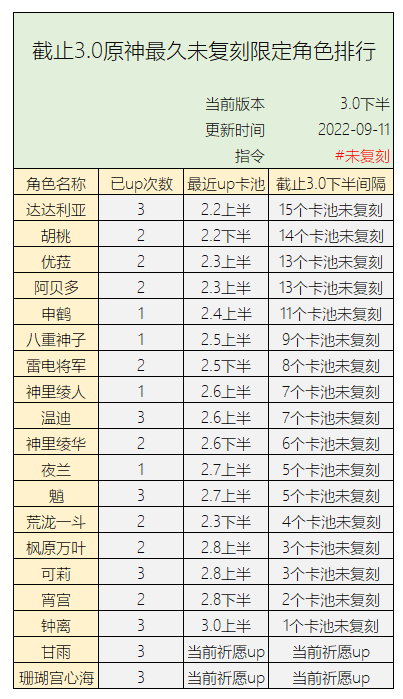 截止3.0原神最久未复刻限定角色排行
当前版本 3.0下半
更新时间 2022-09-11
指令 #未复刻
角色名称 已up次数 最近up卡池 截止3.0下半间隔
达达利亚 3 2.2上半 15个卡池未复刻
胡桃 2 2.2下半 14个卡池未复刻
优菈 2 2.3上半 13个卡池未复刻
阿贝多 2 2.3上半 13个卡池未复刻
申鹤 1 2.4上半 11个卡池未复刻
八重神子 1 2.5上半 9个卡池未复刻
雷电将军 2 2.5下半 8个卡池未复刻
神里绫人 1 2.6上半 7个卡池未复刻
温迪 3 2.6上半 7个卡池未复刻
神里绫华 2 2.6下半 6个卡池未复刻
夜兰 1 2.7上半 5个卡池未复刻
魈 3 2.7上半 5个卡池未复刻
荒泷一斗 2 2.3下半 4个卡池未复刻
枫原万叶 2 2.8上半 3个卡池未复刻
可莉 3 2.8上半 3个卡池未复刻
宵宫 2 2.8下半 2个卡池未复刻
钟离 3 3.0上半 1个卡池未复刻
甘雨 3 当前祈愿up 当前祈愿up
珊瑚宫心海 3 当前祈愿up 当前祈愿up